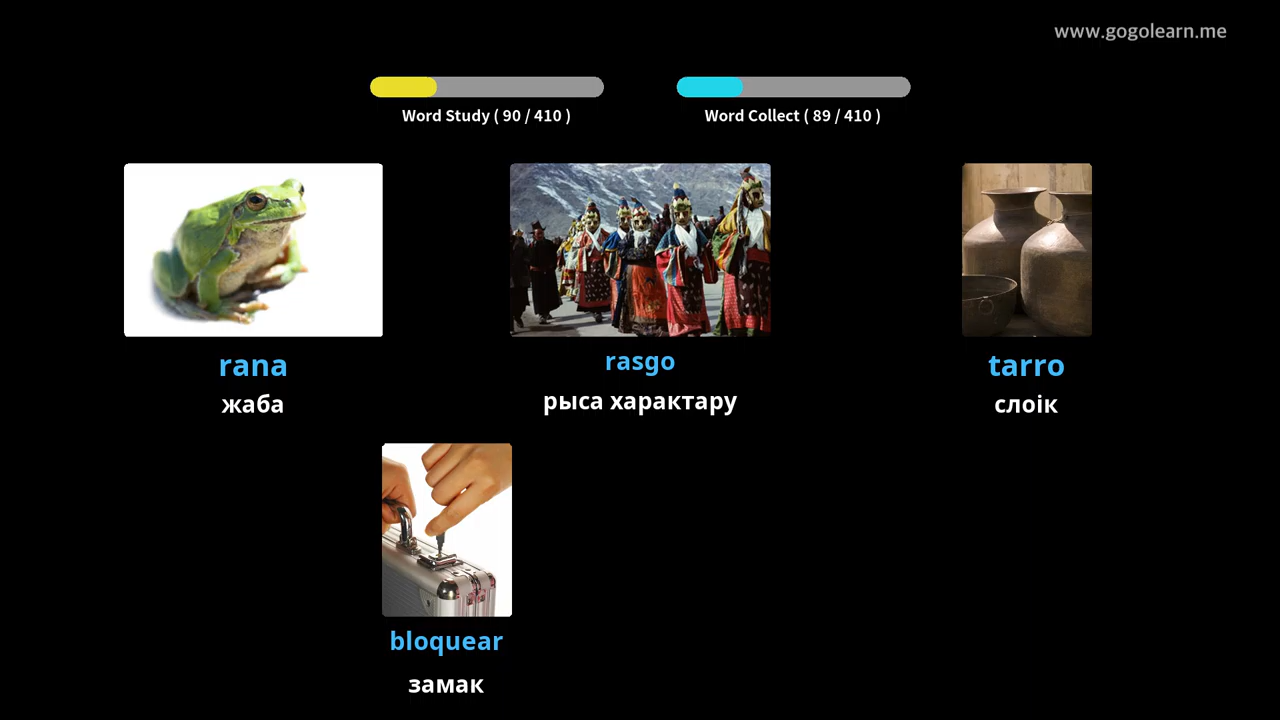 www.gogolearn.me
Word Study ( 90 / 410 )
Word Collect ( 89 / 410 )
rana
жаба
rasgo
рыса характару
tarro
слоік
bloquear
замак